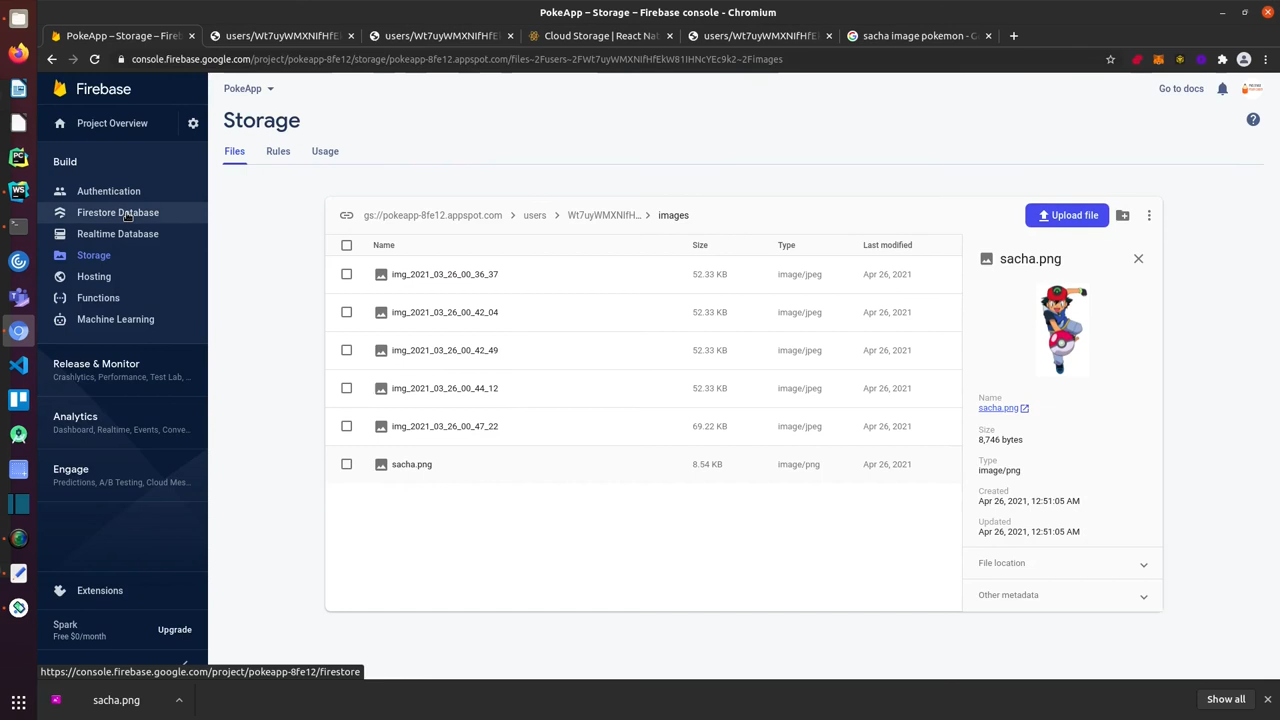 PokeApp – Storage – Firebase console - Chromium
PokeApp – Storage – Fireb
users/Wt7uyWMXNIfHfE
users/Wt7uyWMXNIfHfE
Cloud Storage | React Nat
users/Wt7uyWMXNIfHfE
sacha image pokemon - G
console.firebase.google.com/project/pokeapp-8fe12/storage/pokeapp-8fe12.appspot.com/files~2Fusers~2FWt7uyWMXNIfHfEkW81IHNcYEc9k2~2Fimages
Firebase
PokeApp
Go to docs
Project Overview
Storage
Build
Files
Rules
Usage
Authentication
Firestore Database
Realtime Database
Storage
Hosting
Functions
Machine Learning
gs://pokeapp-8fe12.appspot.com > users > Wt7uyWMXNIfH... > images
Upload file
Name Size Type Last modified
img_2021_03_26_00_36_37 52.33 KB image/jpeg Apr 26, 2021
img_2021_03_26_00_42_04 52.33 KB image/jpeg Apr 26, 2021
img_2021_03_26_00_42_49 52.33 KB image/jpeg Apr 26, 2021
img_2021_03_26_00_44_12 52.33 KB image/jpeg Apr 26, 2021
img_2021_03_26_00_47_22 69.22 KB image/jpeg Apr 26, 2021
sacha.png 8.54 KB image/png Apr 26, 2021
sacha.png
Name
sacha.png
Size
8,746 bytes
Type
image/png
Created
Apr 26, 2021, 12:51:05 AM
Updated
Apr 26, 2021, 12:51:05 AM
File location
Other metadata
Release & Monitor
Crashlytics, Performance, Test Lab, ...
Analytics
Dashboard, Realtime, Events, Conve...
Engage
Predictions, A/B Testing, Cloud Mes...
Extensions
Spark
Free $0/month
Upgrade
https://console.firebase.google.com/project/pokeapp-8fe12/firestore
sacha.png
Show all